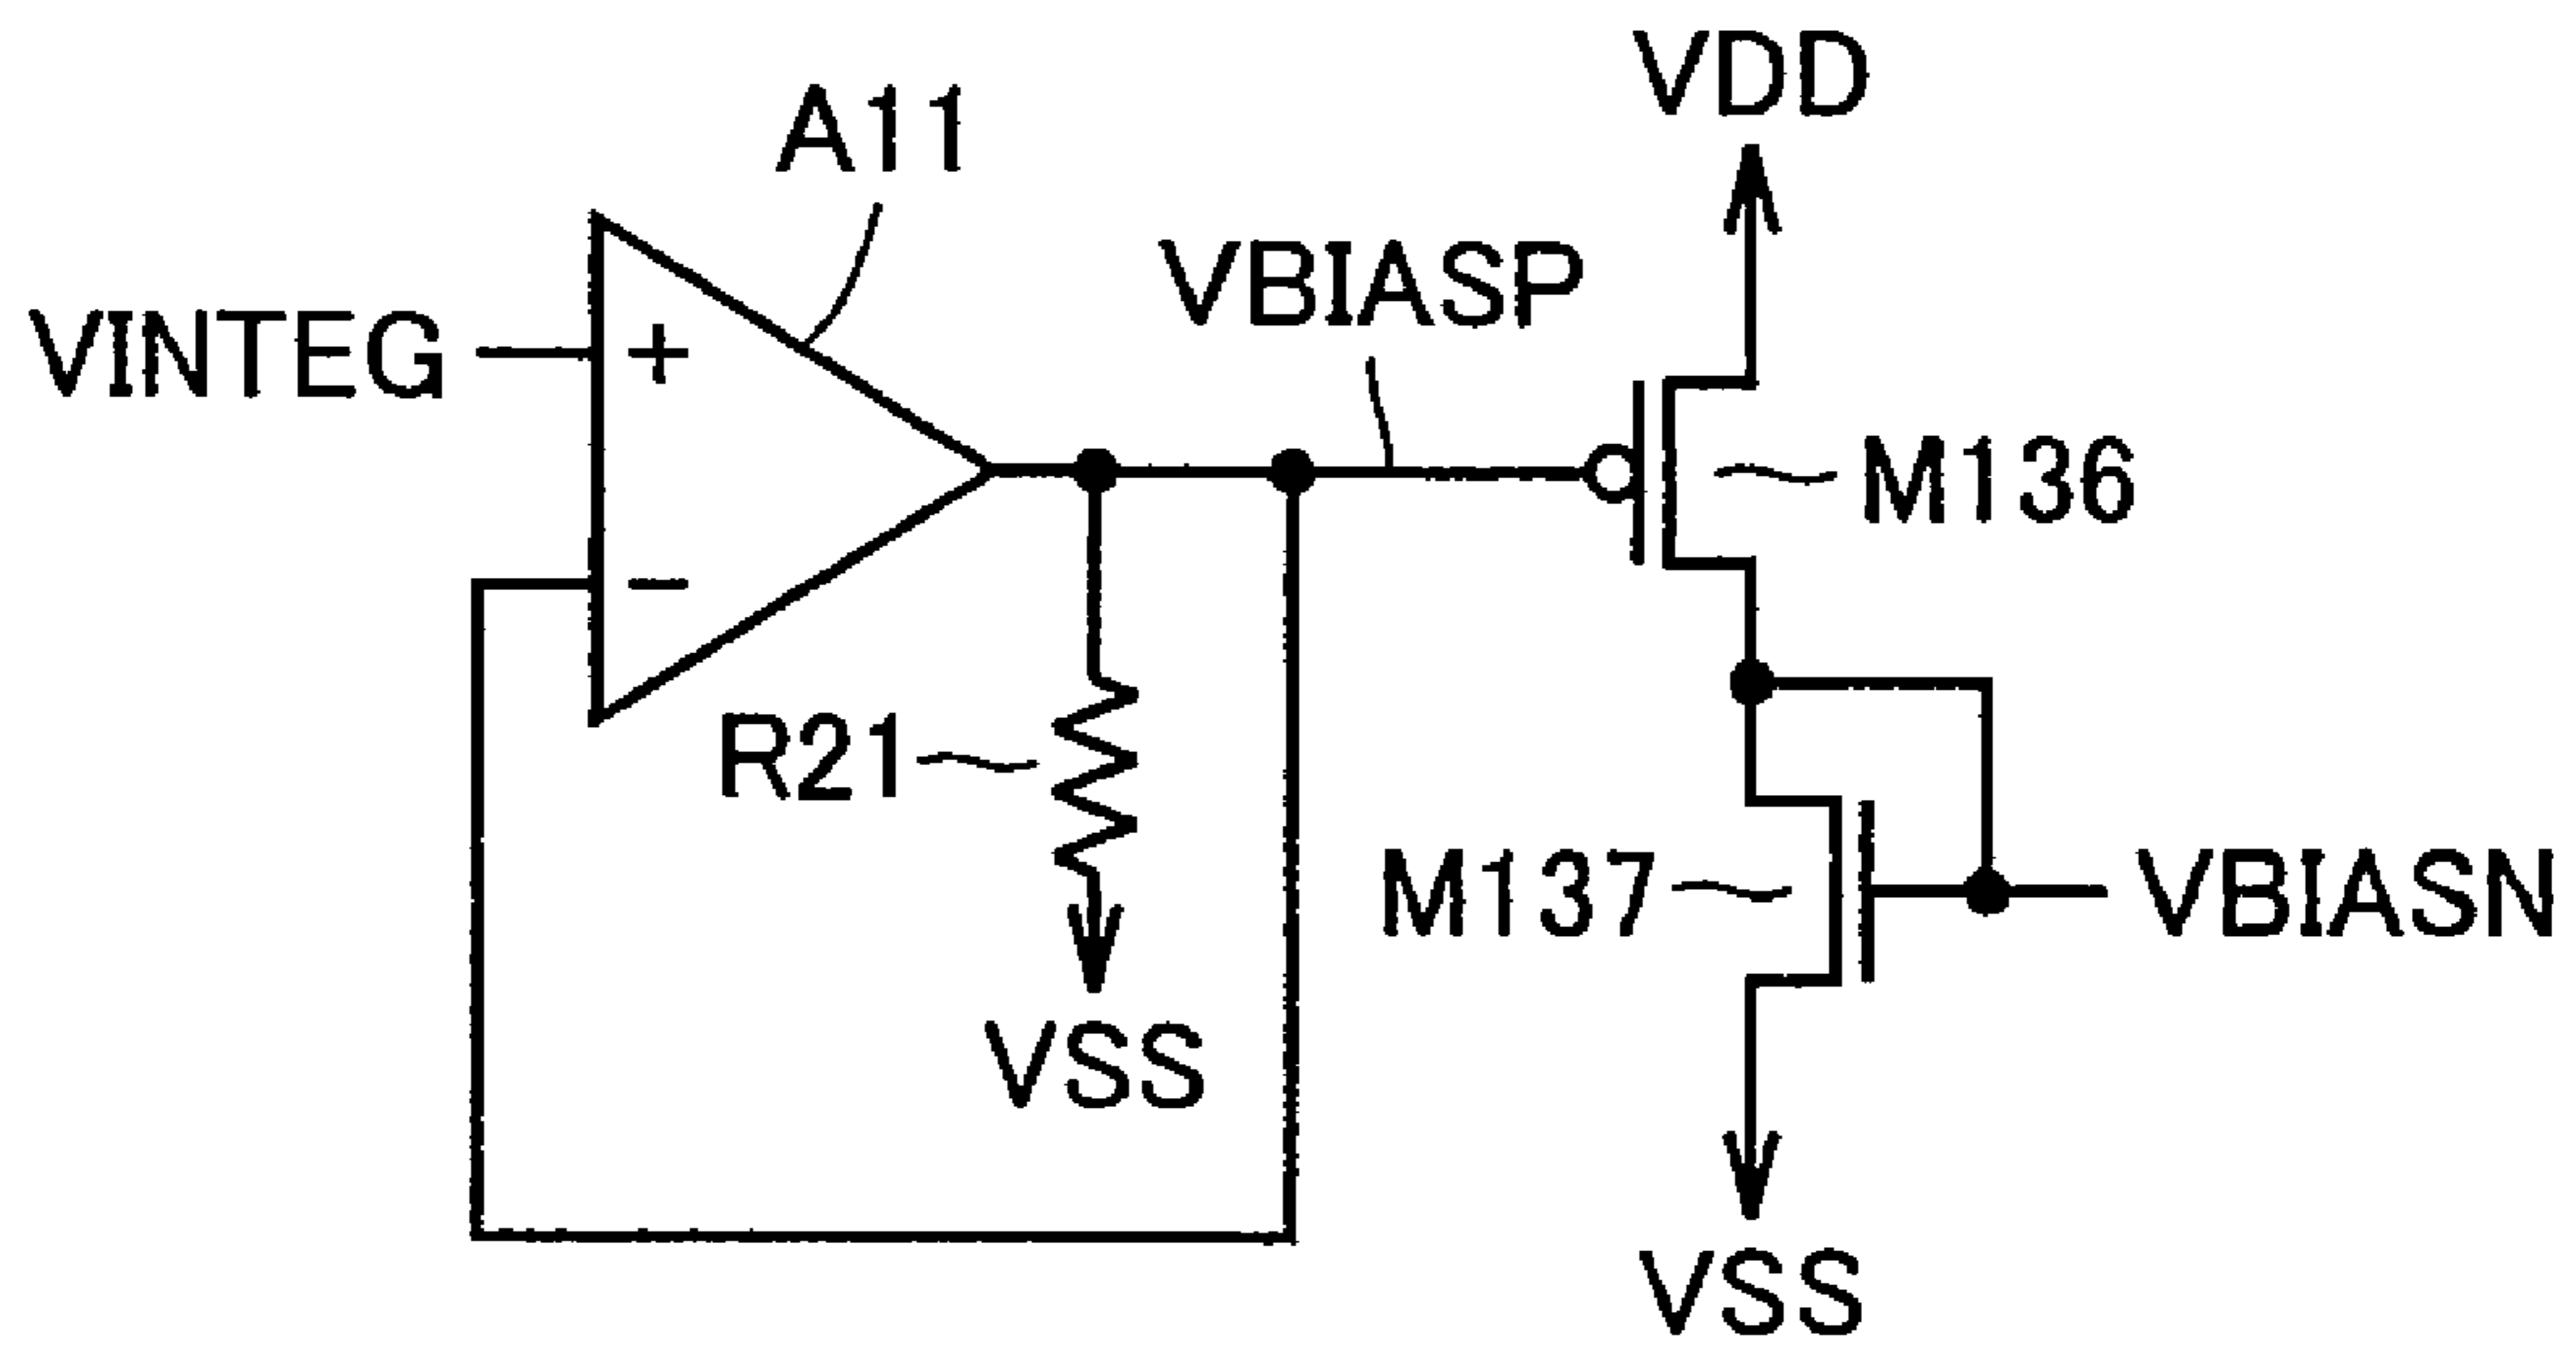 VDD
A11
VBIASP
VINTEG
+
M136
−
R21
M137
VBIASN
VSS
VSS